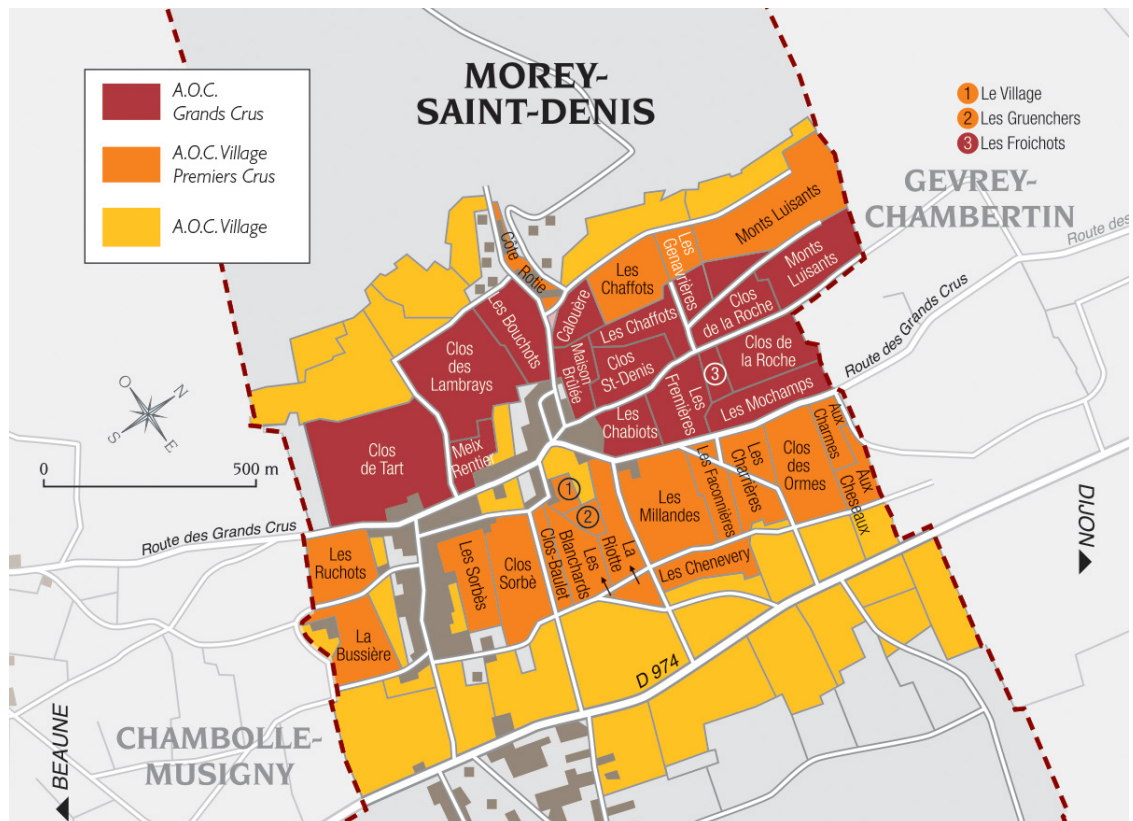 MOREY-
SAINT-DENIS
A.O.C.
Grands Crus
A.O.C. Village
Premiers Crus
A.O.C. Village
1 Le Village
2 Les Gruenchers
3 Les Froichots
GEVREY-
CHAMBERTIN
Route des
Route des Grands Crus
Monts Luisants
Les
Genavrières
Côte Rotie
Les
Chaffots
Monts
Luisants
Calouère
Les Bouchots
Les Chaffots
Clos
de la Roche
Clos
des
Lambrays
Maison
Brûlée
Clos
St-Denis
Clos de
la Roche
3
Les
Fremières
Les Mochamps
Les
Chabiots
O
N
S
E
0
500 m
Clos
de Tart
Meix
Rentier
Aux
Charmes
Clos
des
Ormes
Les
Charrières
Les Faconnières
Aux
Cheseaux
1
2
Les
Millandes
DIJON
Route des Grands Crus
Les
Ruchots
Les Sorbès
Clos
Sorbè
Clos-Baulet
Les
Blanchards
La
Riotte
Les Chenevery
La
Bussière
D 974
BEAUNE
CHAMBOLLE-
MUSIGNY